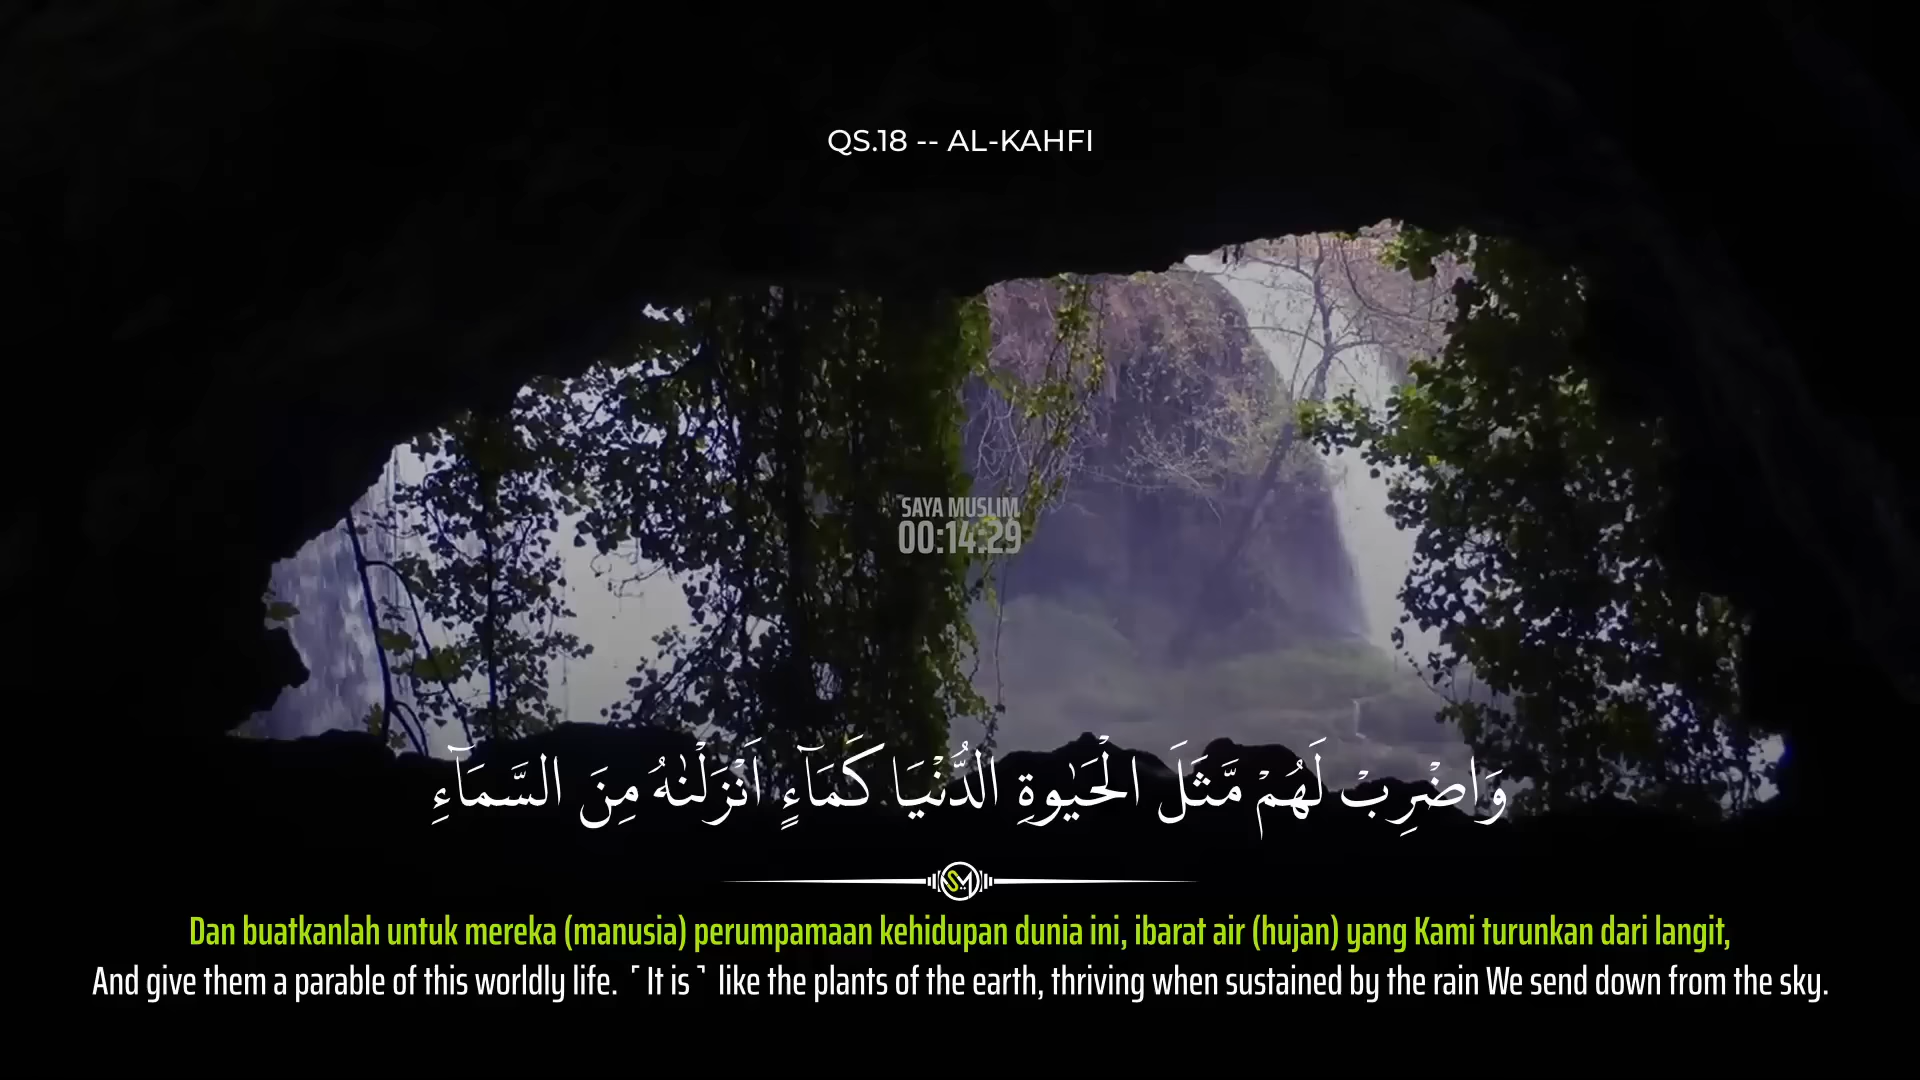 QS.18 -- AL-KAHFI
SAYA MUSLIM
00:14:29
وَاضْرِبْ لَهُمْ مَّثَلَ الْحَيٰوةِ الدُّنْيَا كَمَاۤءٍ اَنْزَلْنٰهُ مِنَ السَّمَاۤءِ
SM
Dan buatkanlah untuk mereka (manusia) perumpamaan kehidupan dunia ini, ibarat air (hujan) yang Kami turunkan dari langit,
And give them a parable of this worldly life. ˹It is˺ like the plants of the earth, thriving when sustained by the rain We send down from the sky.